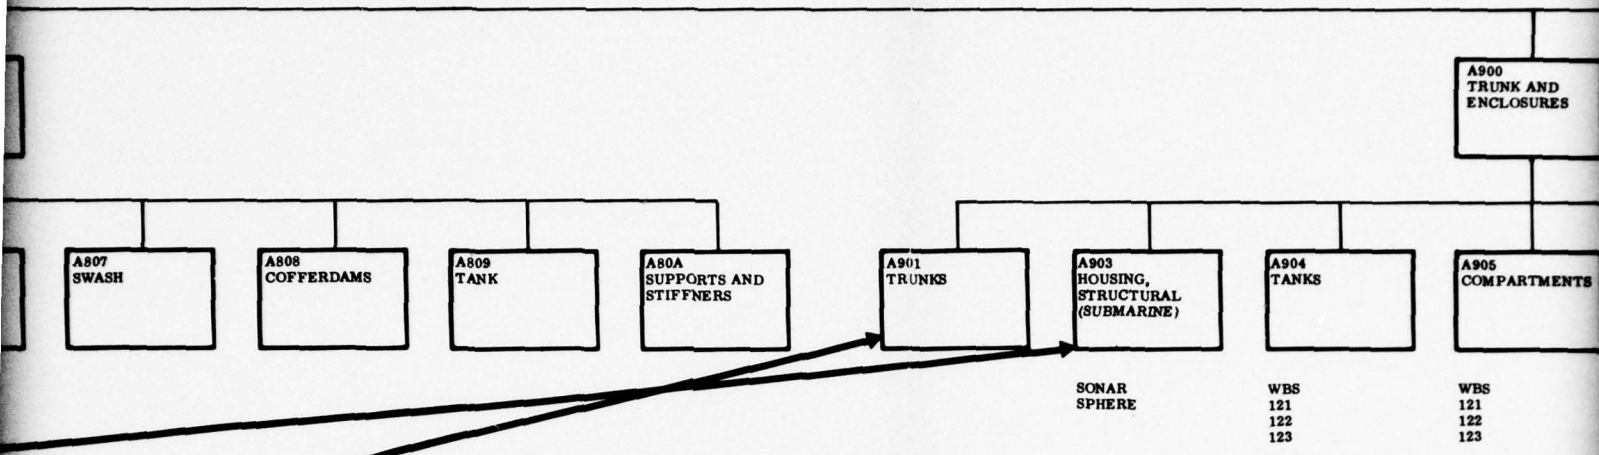 A900
TRUNK AND
ENCLOSURES
A807
SWASH
A808
COFFERDAMS
A809
TANK
A80A
SUPPORTS AND
STIFFNERS
A901
TRUNKS
A903
HOUSING,
STRUCTURAL
(SUBMARINE)
A904
TANKS
A905
COMPARTMENTS
SONAR
SPHERE
WBS
121
122
123
WBS
121
122
123